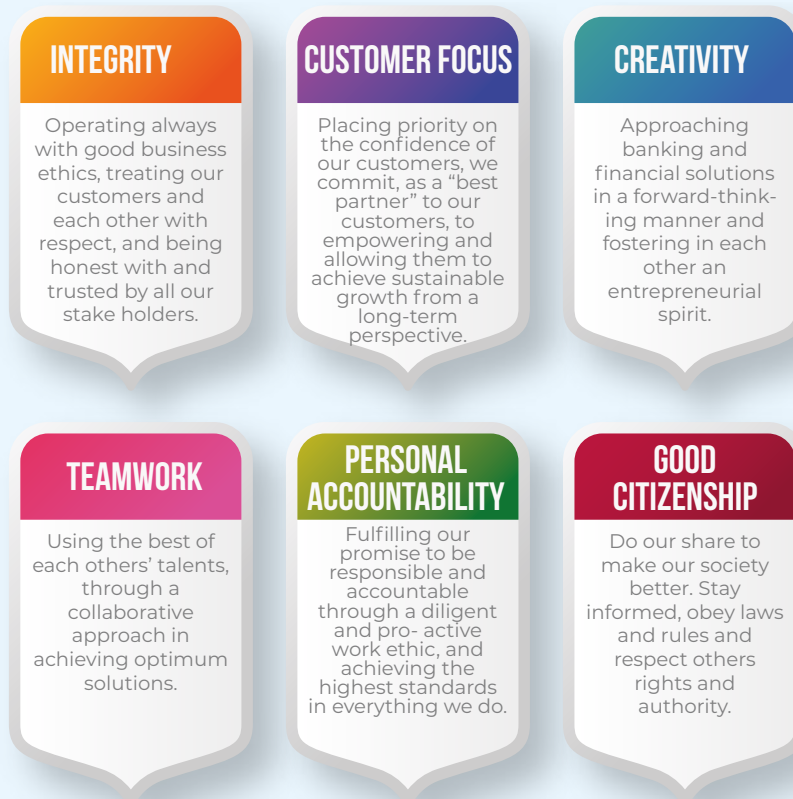 INTEGRITY
Operating always
with good business
ethics, treating our
customers and
each other with
respect, and being
honest with and
trusted by all our
stake holders.
CUSTOMER FOCUS
Placing priority on
the confidence of
our customers, we
commit, as a “best
partner” to our
customers, to
empowering and
allowing them to
achieve sustainable
growth from a
long-term
perspective.
CREATIVITY
Approaching
banking and
financial solutions
in a forward-think-
ing manner and
fostering in each
other an
entrepreneurial
spirit.
TEAMWORK
Using the best of
each others’ talents,
through a
collaborative
approach in
achieving optimum
solutions.
PERSONAL
ACCOUNTABILITY
Fulfilling our
promise to be
responsible and
accountable
through a diligent
and pro- active
work ethic, and
achieving the
highest standards
in everything we do.
GOOD
CITIZENSHIP
Do our share to
make our society
better. Stay
informed, obey laws
and rules and
respect others
rights and
authority.